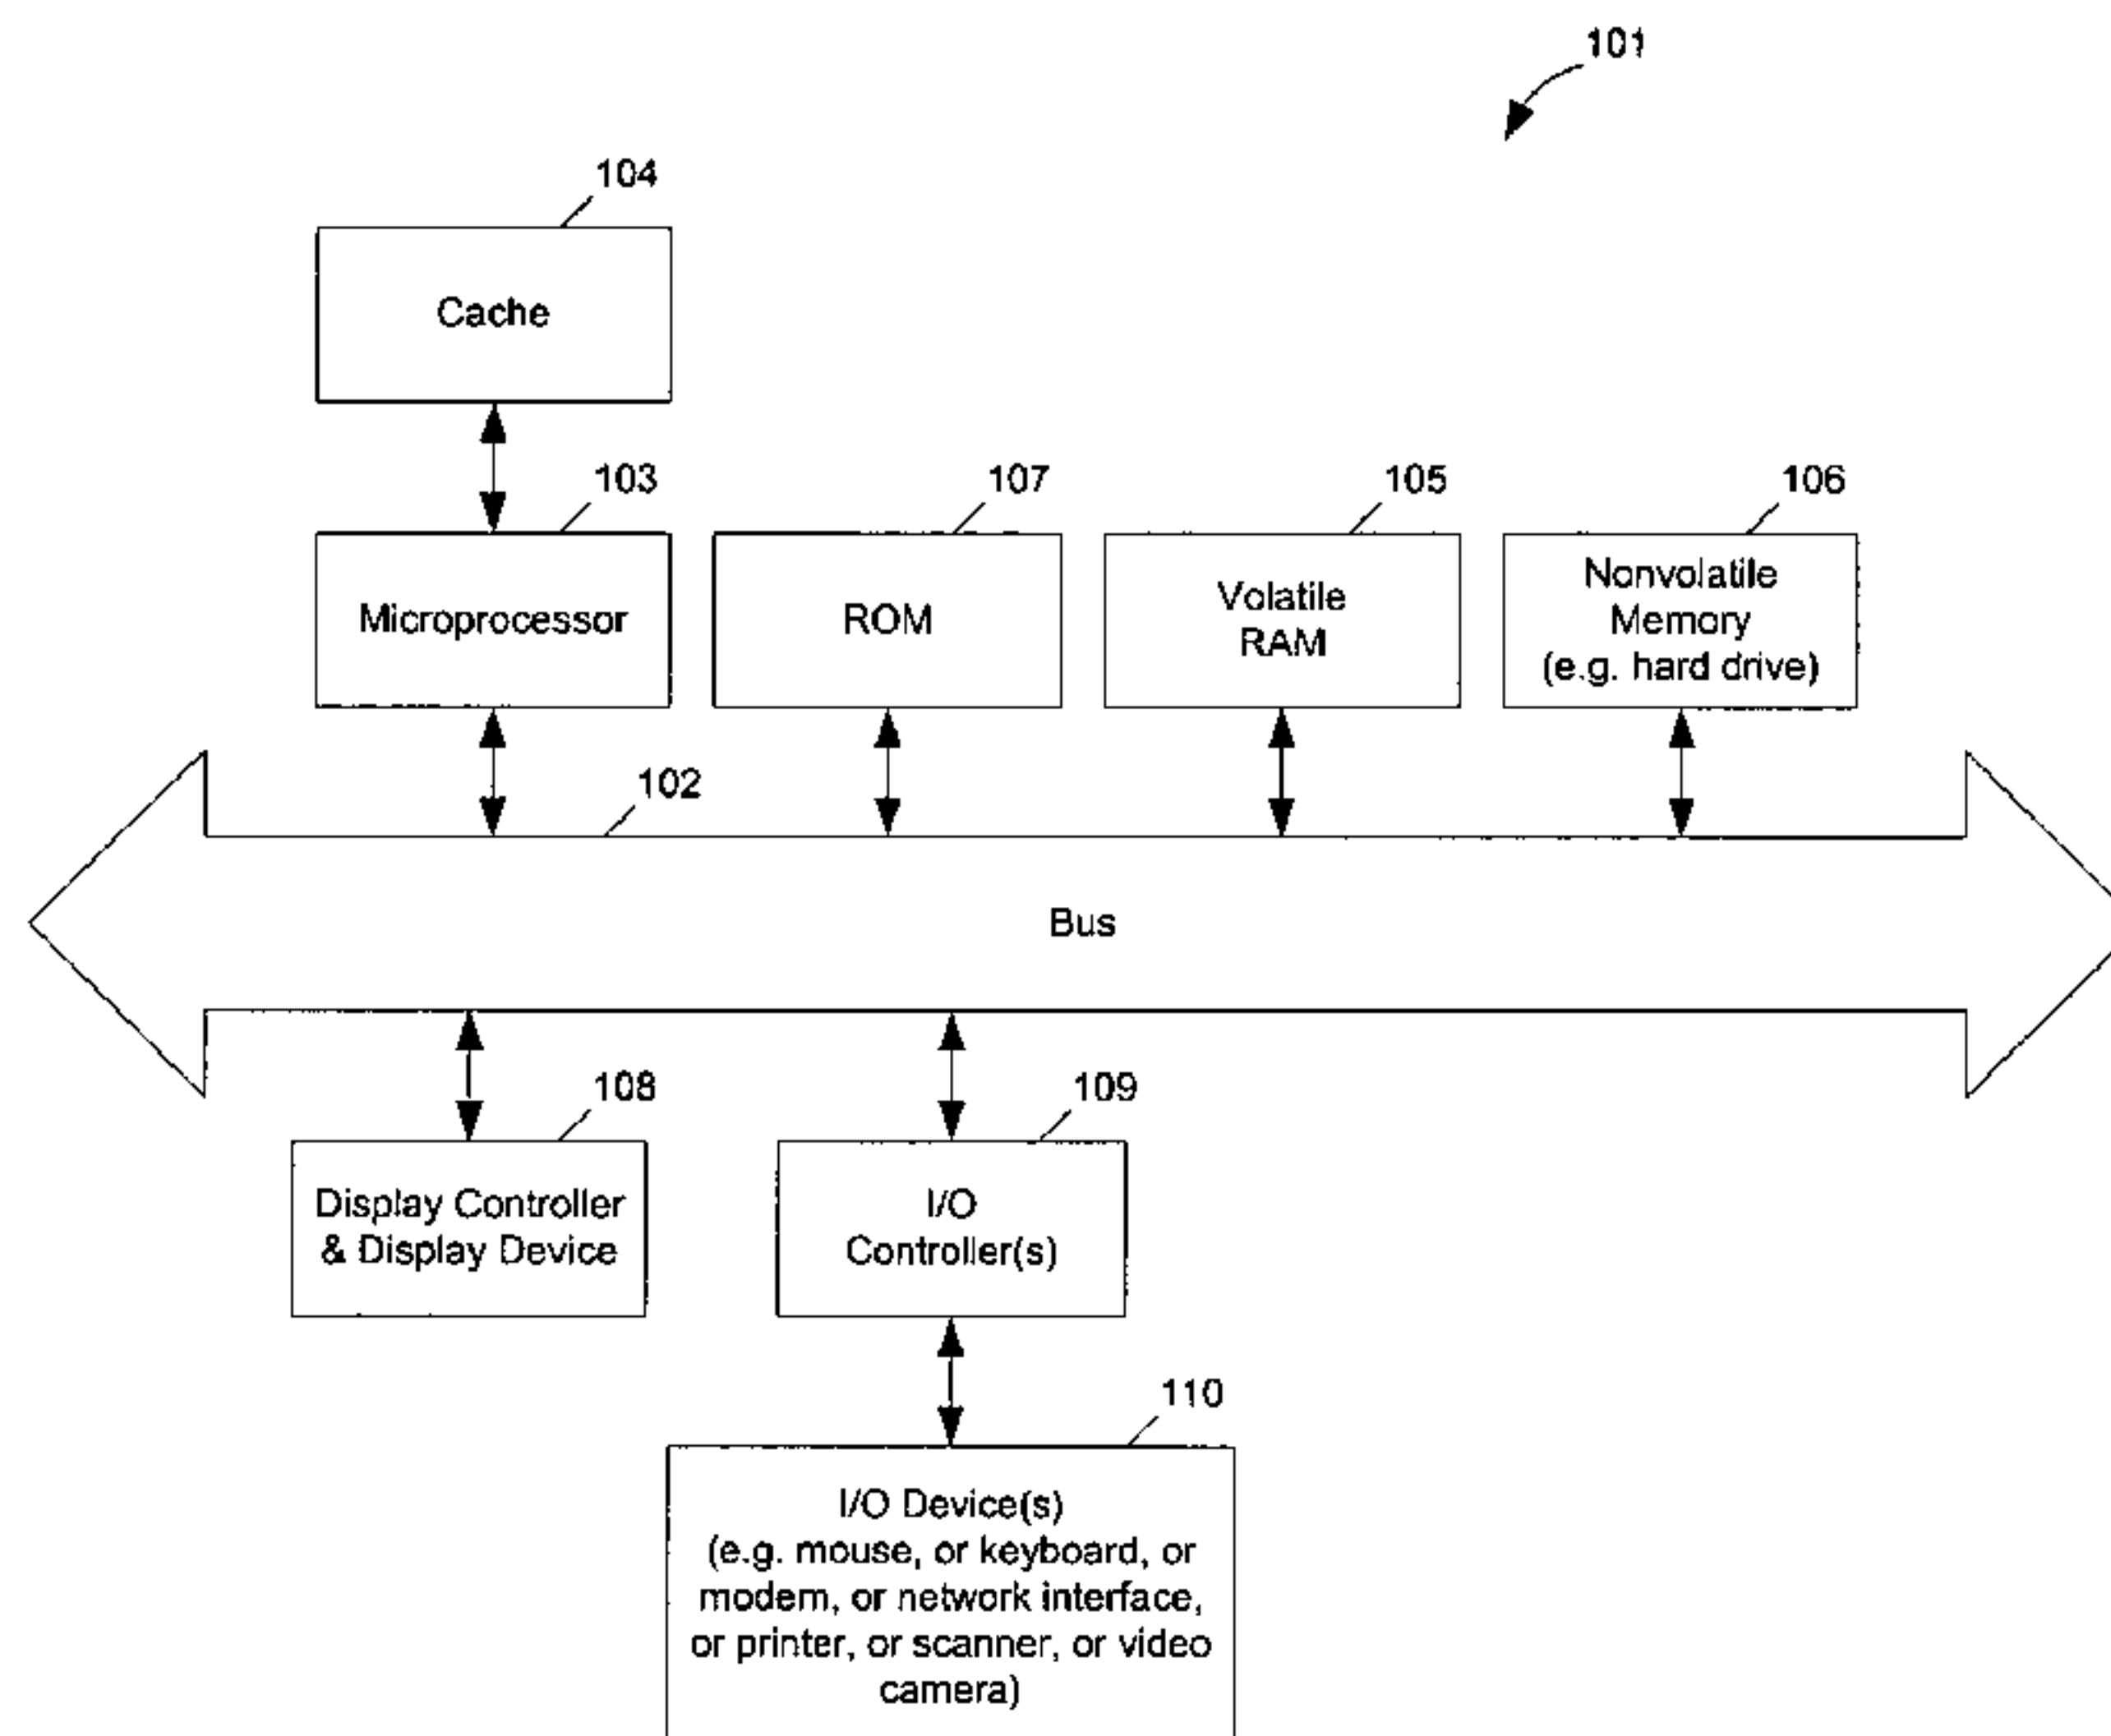 101
104
Cache
103
107
105
106
Microprocessor
ROM
Volatile
RAM
Nonvolatile
Memory
(e.g. hard drive)
102
Bus
108
109
Display Controller
& Display Device
I/O
Controller(s)
110
I/O Device(s)
(e.g. mouse, or keyboard, or
modem, or network interface,
or printer, or scanner, or video
camera)